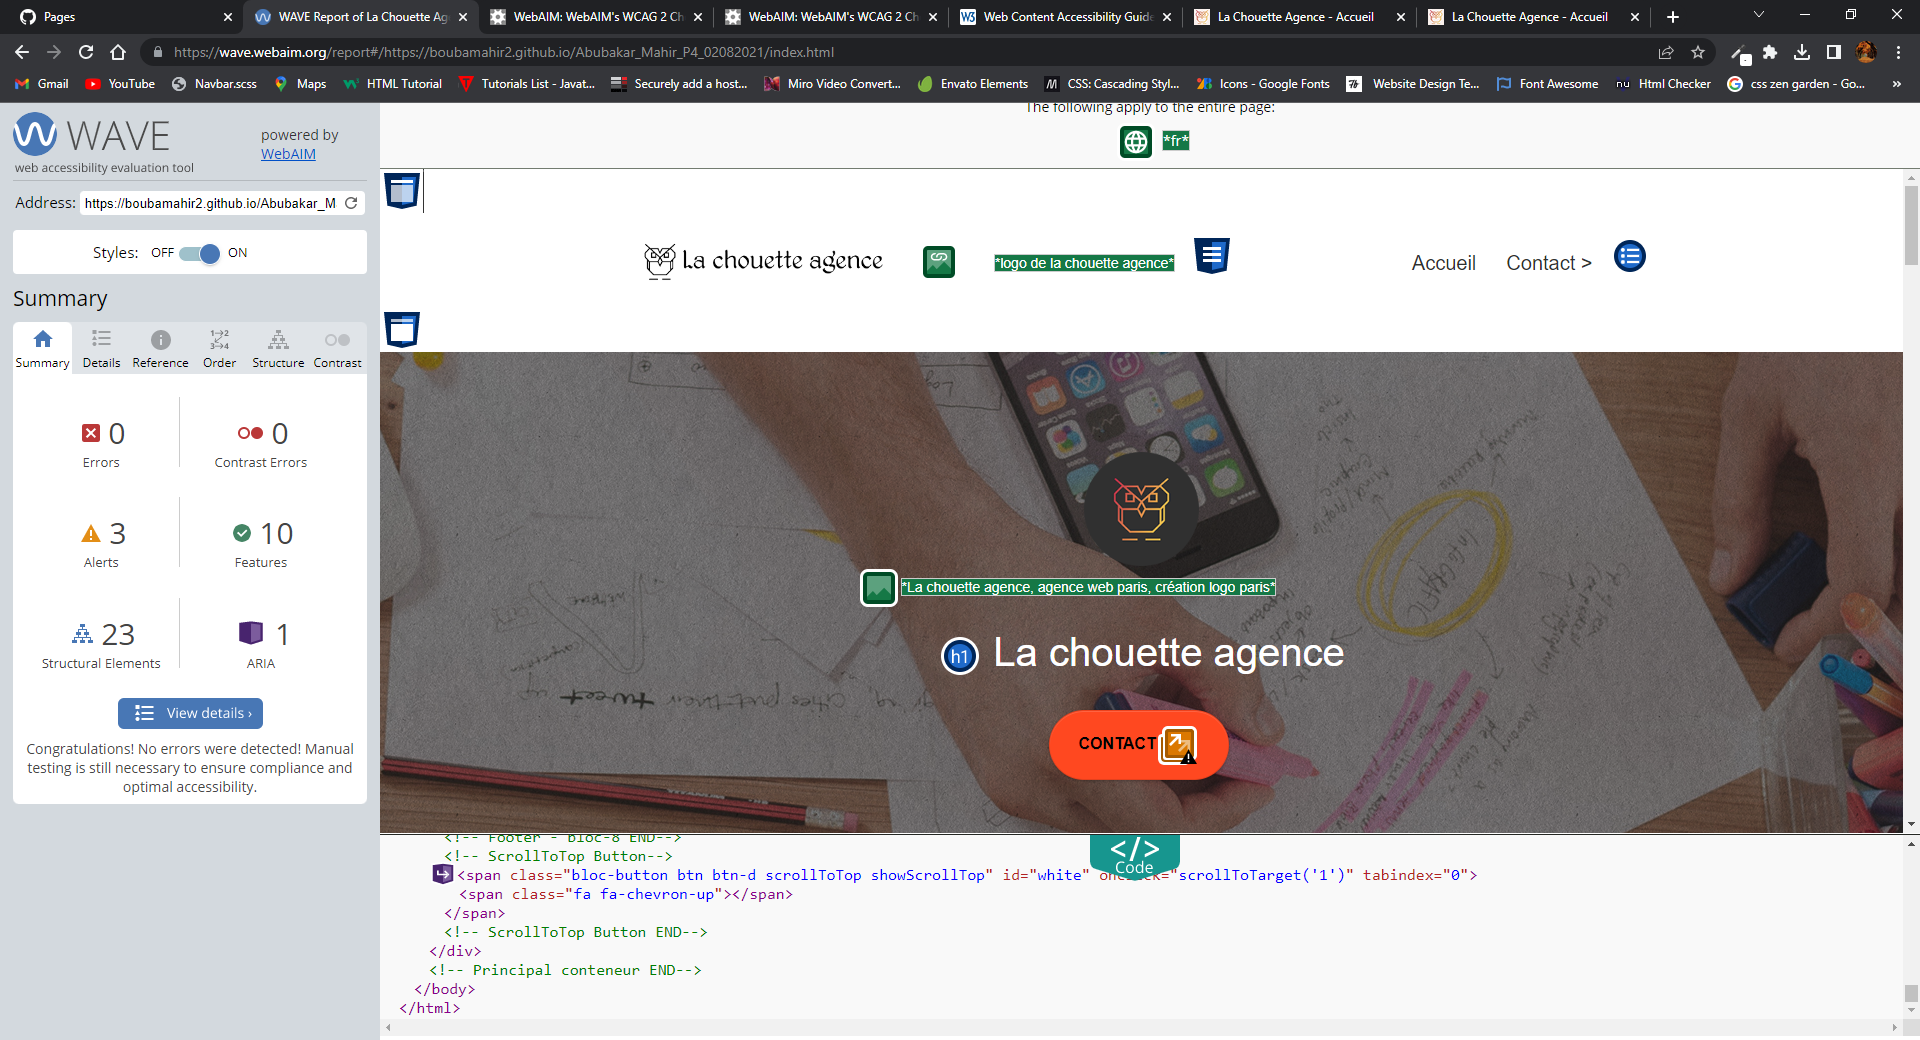 Pages
WAVE Report of La Chouette Ag
WebAIM: WebAIM's WCAG 2 Ch
WebAIM: WebAIM's WCAG 2 Ch
Web Content Accessibility Guide
La Chouette Agence - Accueil
La Chouette Agence - Accueil
https://wave.webaim.org/report#/https://boubamahir2.github.io/Abubakar_Mahir_P4_02082021/index.html
Gmail
YouTube
Navbar.scss
Maps
HTML Tutorial
Tutorials List - Javat...
Securely add a host...
Miro Video Convert...
Envato Elements
CSS: Cascading Styl...
Icons - Google Fonts
Website Design Te...
Font Awesome
Html Checker
css zen garden - Go...
»
WAVE
web accessibility evaluation tool
powered by
WebAIM
Address: https://boubamahir2.github.io/Abubakar_M
Styles: OFF ON
Summary
Summary
Details
Reference
Order
Structure
Contrast
0
Errors
0
Contrast Errors
3
Alerts
10
Features
23
Structural Elements
1
ARIA
View details ›
Congratulations! No errors were detected! Manual
testing is still necessary to ensure compliance and
optimal accessibility.
The following apply to the entire page:
*fr*
La chouette agence
*logo de la chouette agence*
Accueil
Contact >
*La chouette agence, agence web paris, création logo paris*
h1 La chouette agence
CONTACT
</>
Code
<!-- Footer - bloc-8 END-->
<!-- ScrollToTop Button-->
<span class="bloc-button btn btn-d scrollToTop showScrollTop" id="white" onclick="scrollToTarget('1')" tabindex="0">
<span class="fa fa-chevron-up"></span>
</span>
<!-- ScrollToTop Button END-->
</div>
<!-- Principal conteneur END-->
</body>
</html>